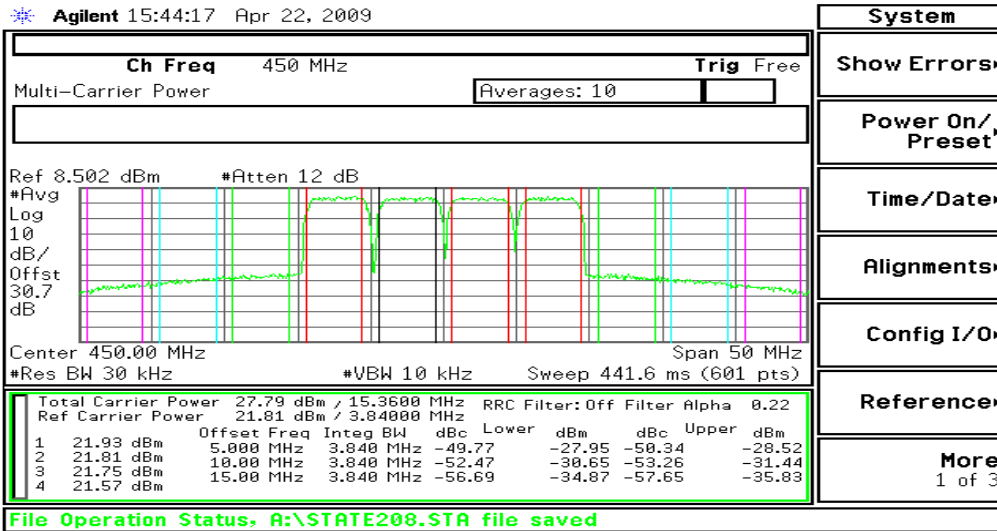 Agilent 15:44:17 Apr 22, 2009
System
Ch Freq 450 MHz Trig Free
Show Errors
Multi-Carrier Power Averages: 10
Power On/
Preset
Ref 8.502 dBm #Atten 12 dB
#Avg
Log
10
dB/
Offst
30.7
dB
Time/Date
Alignments
Config I/O
Center 450.00 MHz Span 50 MHz
#Res BW 30 kHz #VBW 10 kHz Sweep 441.6 ms (601 pts)
Total Carrier Power 27.79 dBm / 15.3600 MHz RRC Filter: Off Filter Alpha 0.22
Ref Carrier Power 21.81 dBm / 3.84000 MHz
Reference
Offset Freq Integ BW dBc Lower dBm dBc Upper dBm
1 21.93 dBm 5.000 MHz 3.840 MHz -49.77 -27.95 -50.34 -28.52
2 21.81 dBm 10.00 MHz 3.840 MHz -52.47 -30.65 -53.26 -31.44
3 21.75 dBm 15.00 MHz 3.840 MHz -56.69 -34.87 -57.65 -35.83
4 21.57 dBm
More
1 of 3
File Operation Status, A:\STATE208.STA file saved